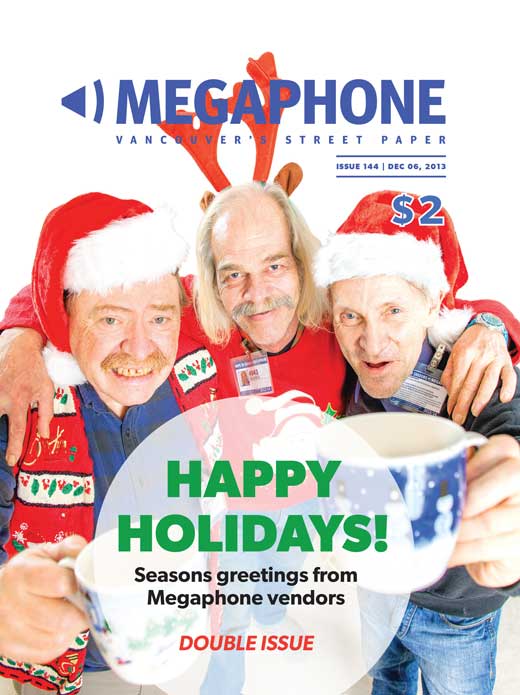 MEGAPHONE
VANCOUVER'S STREET PAPER
ISSUE 144 | DEC 06, 2013
$2
HAPPY
HOLIDAYS!
Seasons greetings from
Megaphone vendors
DOUBLE ISSUE